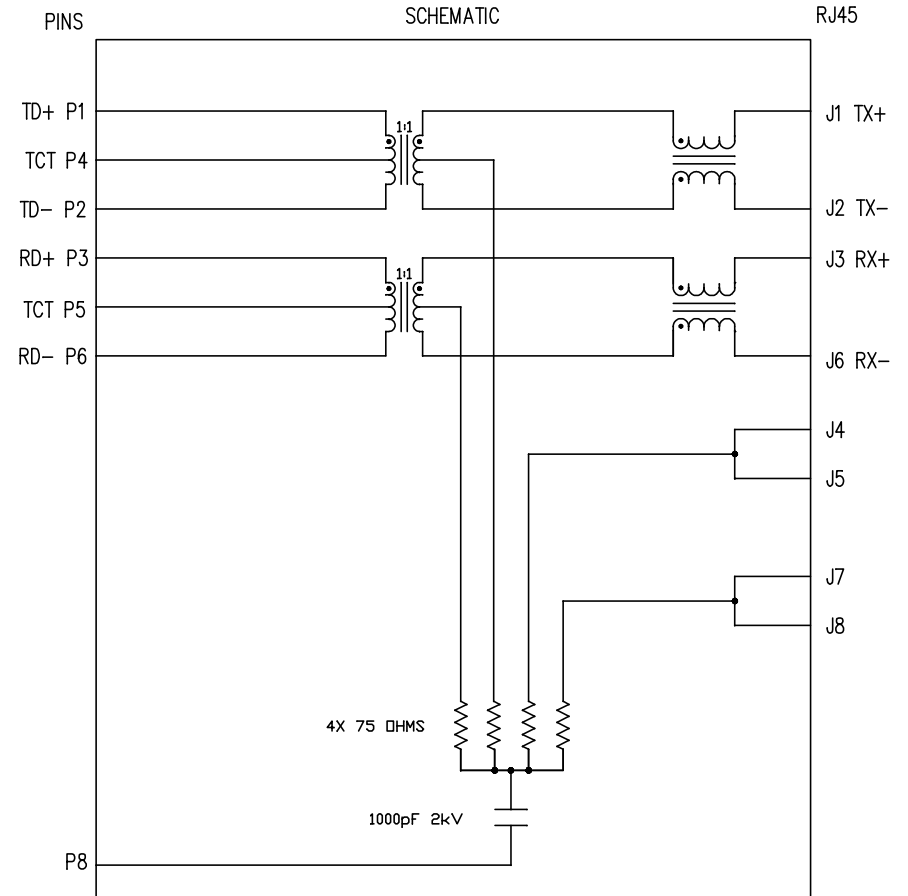 PINS SCHEMATIC RJ45
TD+ P1 J1 TX+
1:1
TCT P4
TD- P2 J2 TX-
RD+ P3 J3 RX+
1:1
TCT P5
RD- P6 J6 RX-
J4
J5
J7
J8
4X 75 OHMS
1000pF 2kV
P8